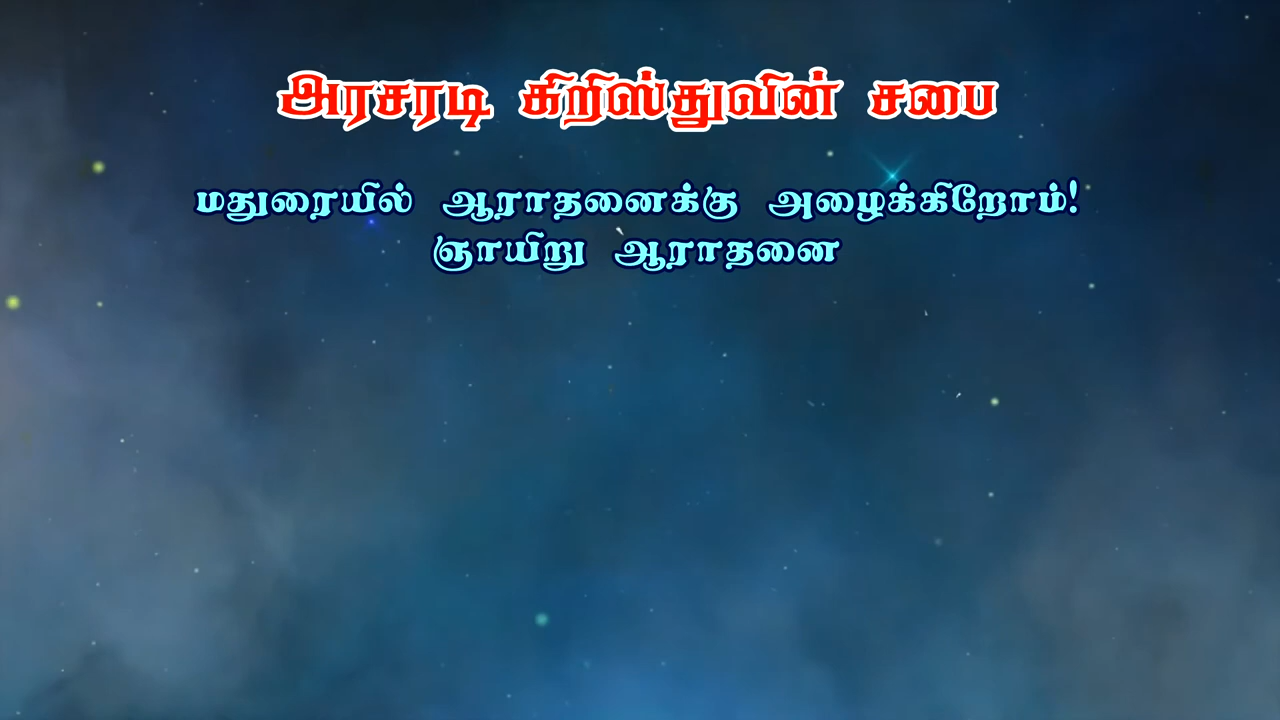 அரசரடி கிறிஸ்துவின் சபை
மதுரையில் ஆராதனைக்கு அழைக்கிறோம்!
ஞாயிறு ஆராதனை